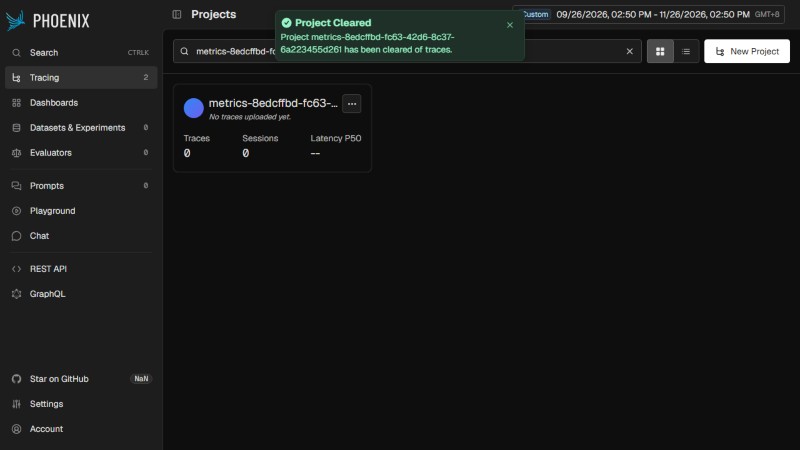 PHOENIX
Search CTRLK
Tracing 2
Dashboards
Datasets & Experiments 0
Evaluators 0
Prompts 0
Playground
Chat
REST API
GraphQL
Star on GitHub NaN
Settings
Account
Projects
Custom 09/26/2026, 02:50 PM - 11/26/2026, 02:50 PM GMT+8
Project Cleared
Project metrics-8edcffbd-fc63-42d6-8c37-
6a223455d261 has been cleared of traces.
metrics-8edcffbd-fc
New Project
metrics-8edcffbd-fc63-...
No traces uploaded yet.
Traces Sessions Latency P50
0 0 --